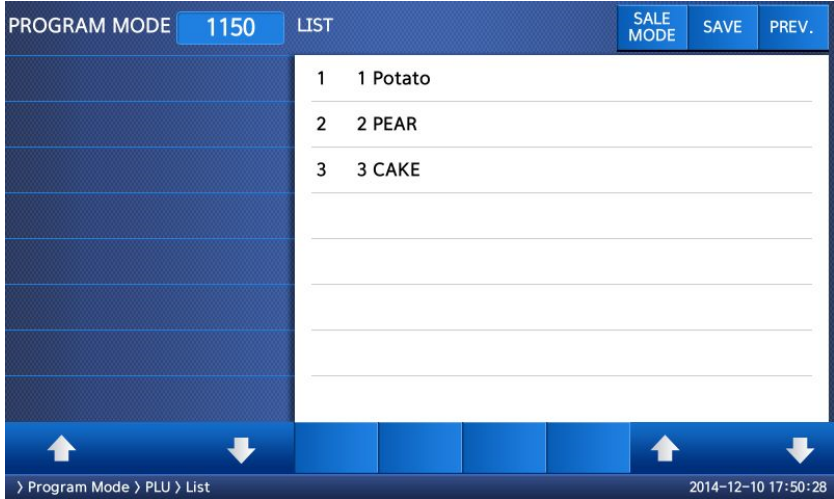 PROGRAM MODE 1150 LIST SALE MODE SAVE PREV.
1 1 Potato
2 2 PEAR
3 3 CAKE
> Program Mode > PLU > List 2014-12-10 17:50:28